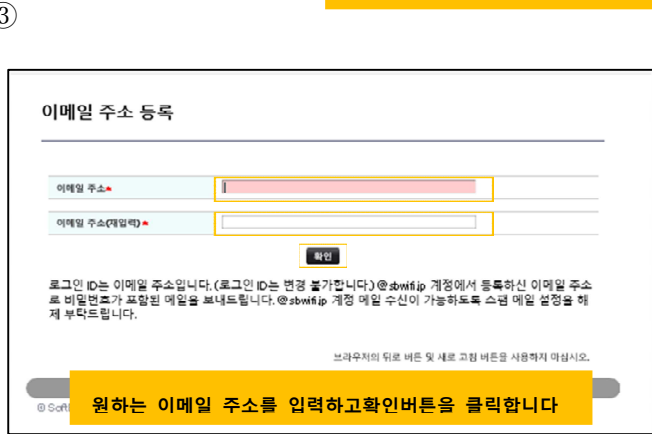 ③
이메일 주소 등록
이메일 주소
이메일 주소(재입력)
확인
로그인 ID는 이메일 주소입니다. (로그인 ID는 변경 불가합니다.) @sbwifi.jp 계정에서 등록하신 이메일 주소
로 비밀번호가 포함된 메일을 보내드립니다. @sbwifi.jp 계정 메일 수신이 가능하도록 스팸 메일 설정을 해
제 부탁드립니다.
브라우저의 뒤로 버튼 및 새로 고침 버튼을 사용하지 마십시오.
원하는 이메일 주소를 입력하고확인버튼을 클릭합니다